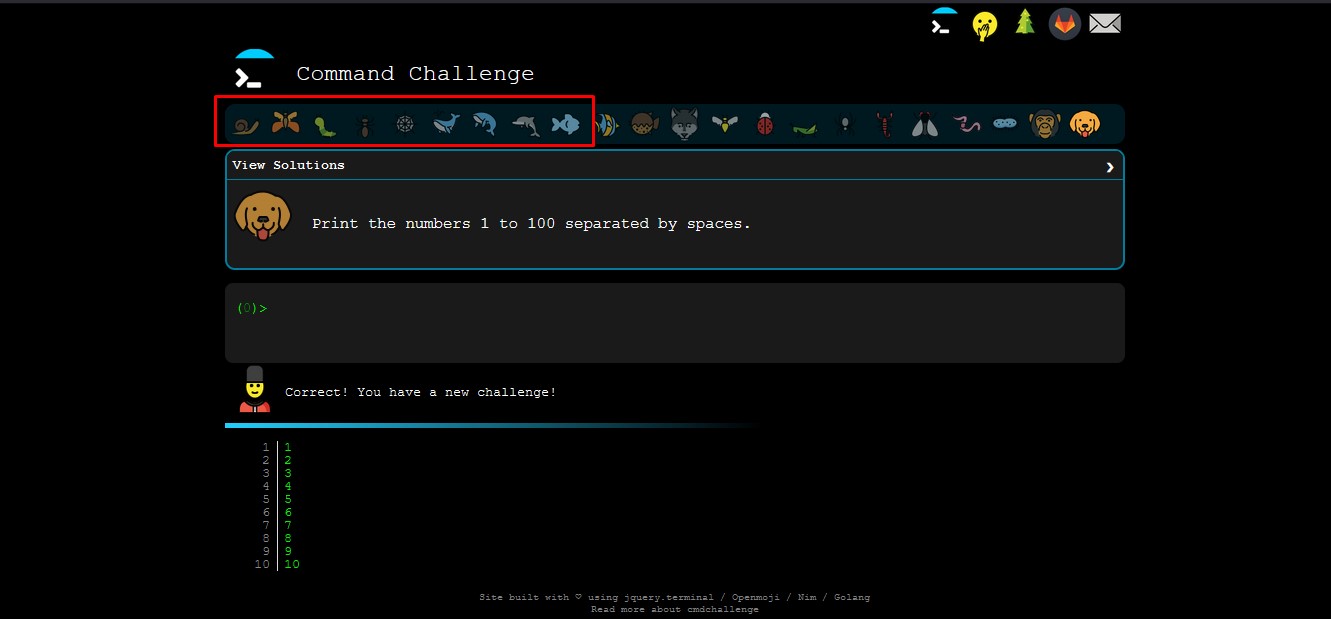 Command Challenge
View Solutions ❯
Print the numbers 1 to 100 separated by spaces.
(0)>
Correct! You have a new challenge!
1 1
2 2
3 3
4 4
5 5
6 6
7 7
8 8
9 9
10 10
Site built with ♡ using jquery.terminal / Openmoji / Nim / Golang
Read more about cmdchallenge